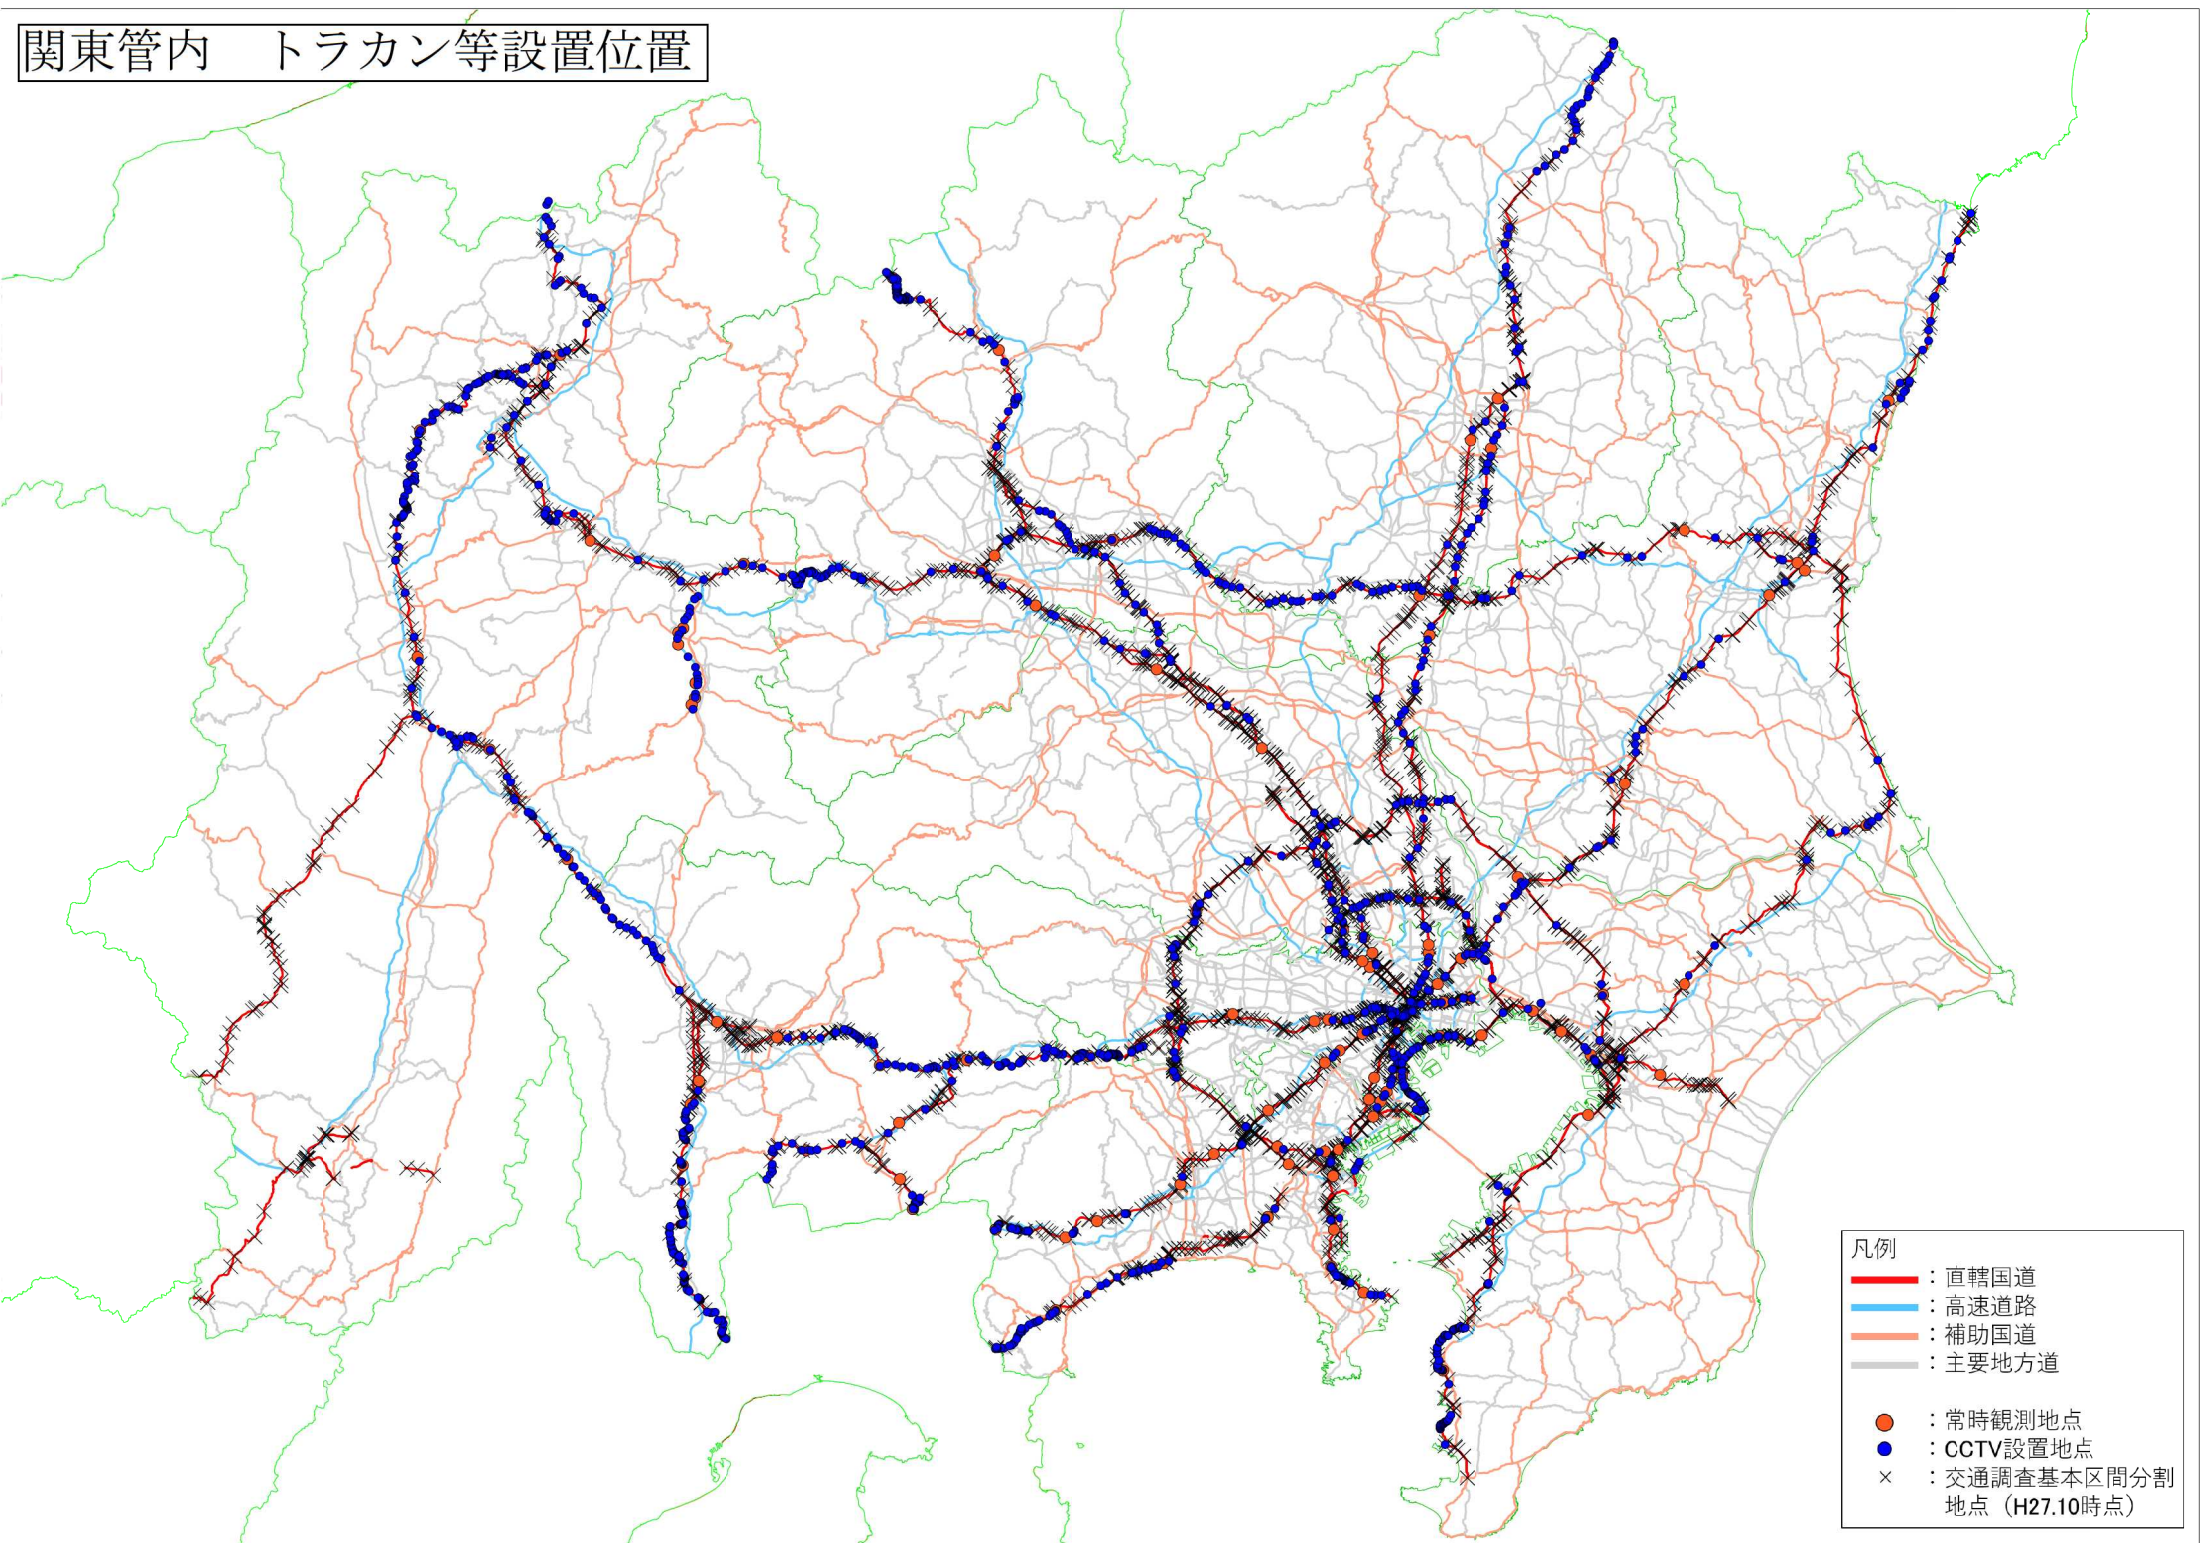 関東管内　トラカン等設置位置
凡例
：直轄国道
：高速道路
：補助国道
：主要地方道
：常時観測地点
：CCTV設置地点
：交通調査基本区間分割
地点（H27.10時点）